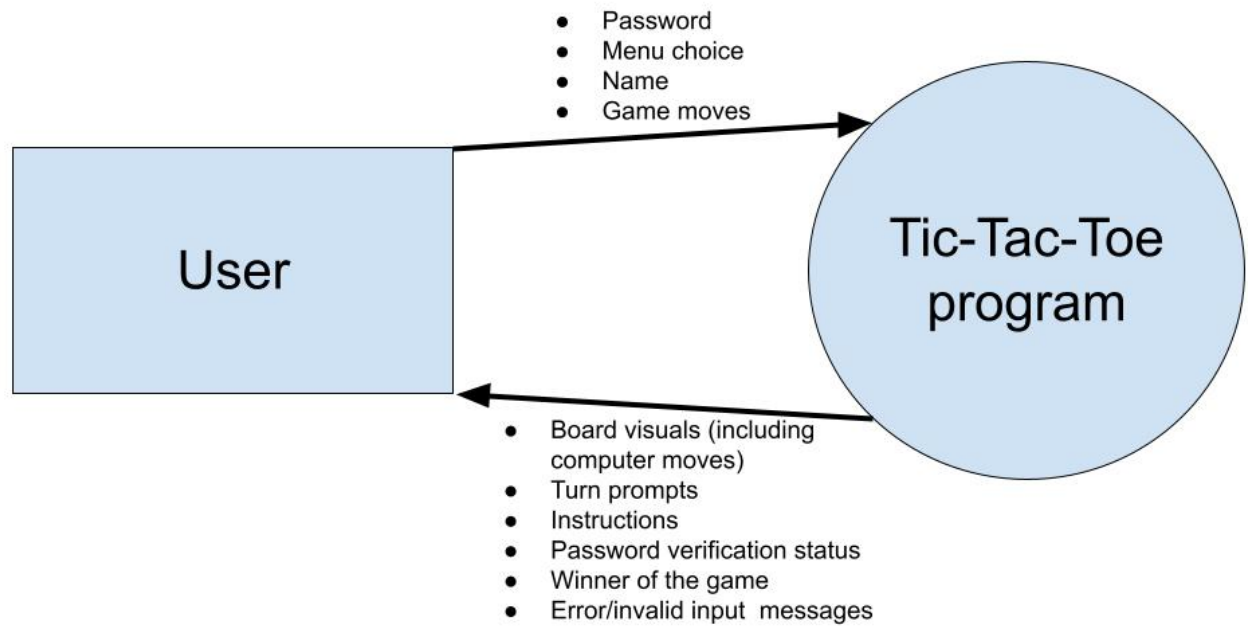 ● Password
● Menu choice
● Name
● Game moves
User
Tic-Tac-Toe
program
● Board visuals (including
computer moves)
● Turn prompts
● Instructions
● Password verification status
● Winner of the game
● Error/invalid input  messages